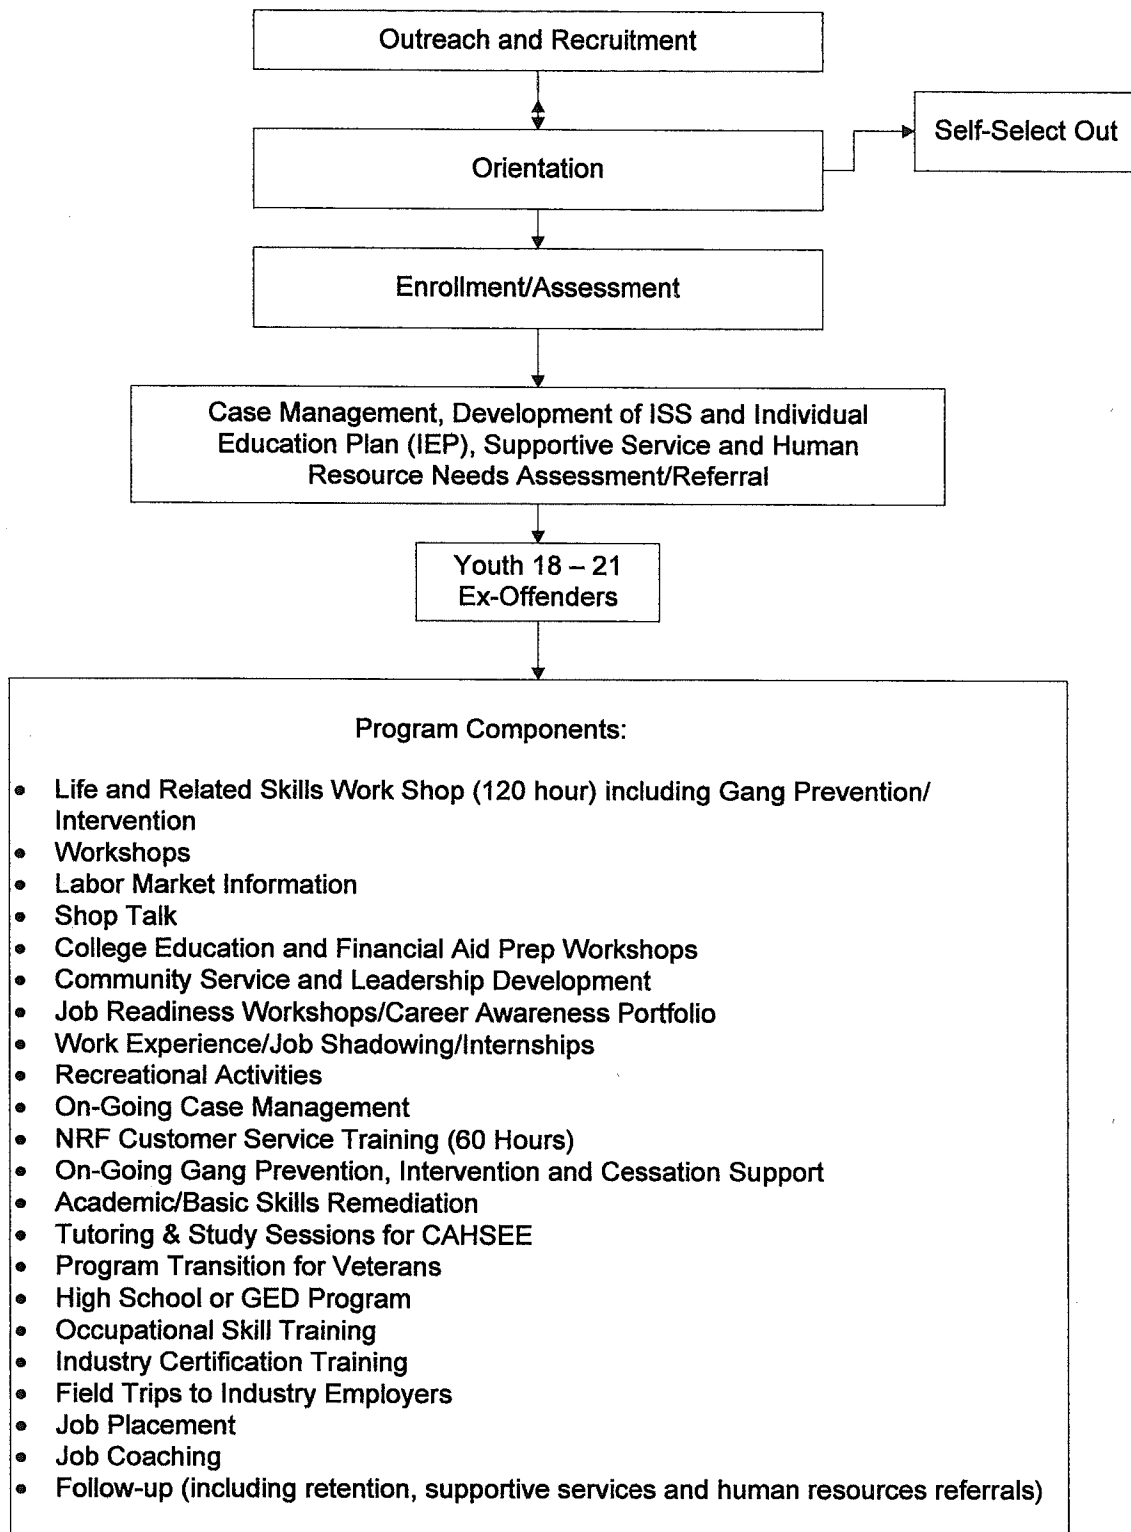 Outreach and Recruitment
Self-Select Out
Orientation
Enrollment/Assessment
Case Management, Development of ISS and Individual
Education Plan (IEP), Supportive Service and Human
Resource Needs Assessment/Referral
Youth 18 – 21
Ex-Offenders
Program Components:
• Life and Related Skills Work Shop (120 hour) including Gang Prevention/
Intervention
• Workshops
• Labor Market Information
• Shop Talk
• College Education and Financial Aid Prep Workshops
• Community Service and Leadership Development
• Job Readiness Workshops/Career Awareness Portfolio
• Work Experience/Job Shadowing/Internships
• Recreational Activities
• On-Going Case Management
• NRF Customer Service Training (60 Hours)
• On-Going Gang Prevention, Intervention and Cessation Support
• Academic/Basic Skills Remediation
• Tutoring & Study Sessions for CAHSEE
• Program Transition for Veterans
• High School or GED Program
• Occupational Skill Training
• Industry Certification Training
• Field Trips to Industry Employers
• Job Placement
• Job Coaching
• Follow-up (including retention, supportive services and human resources referrals)